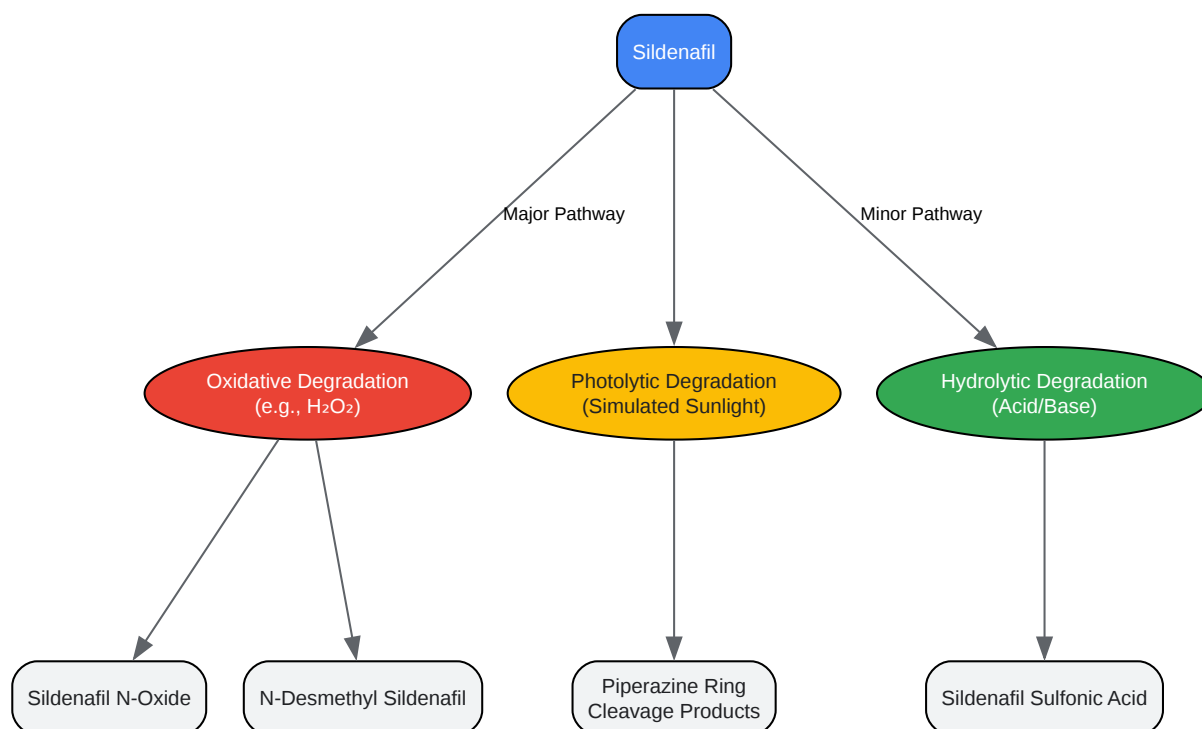 Sildenafil
Major Pathway
Minor Pathway
Oxidative Degradation
(e.g., H₂O₂)
Photolytic Degradation
(Simulated Sunlight)
Hydrolytic Degradation
(Acid/Base)
Sildenafil N-Oxide
N-Desmethyl Sildenafil
Piperazine Ring
Cleavage Products
Sildenafil Sulfonic Acid